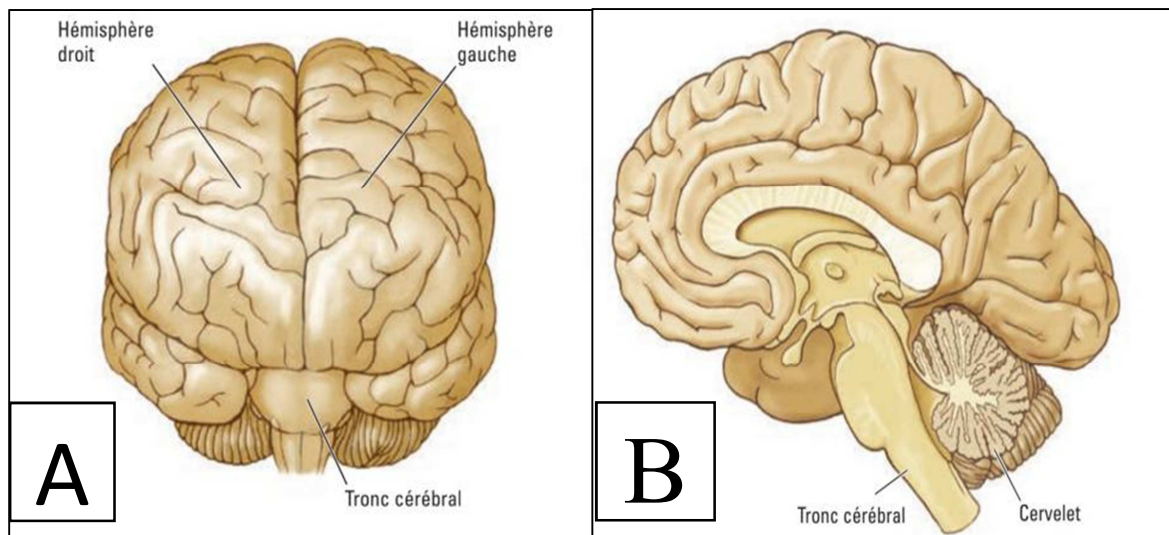 Hémisphère
droit
Hémisphère
gauche
A
Tronc cérébral
B
Tronc cérébral
Cervelet